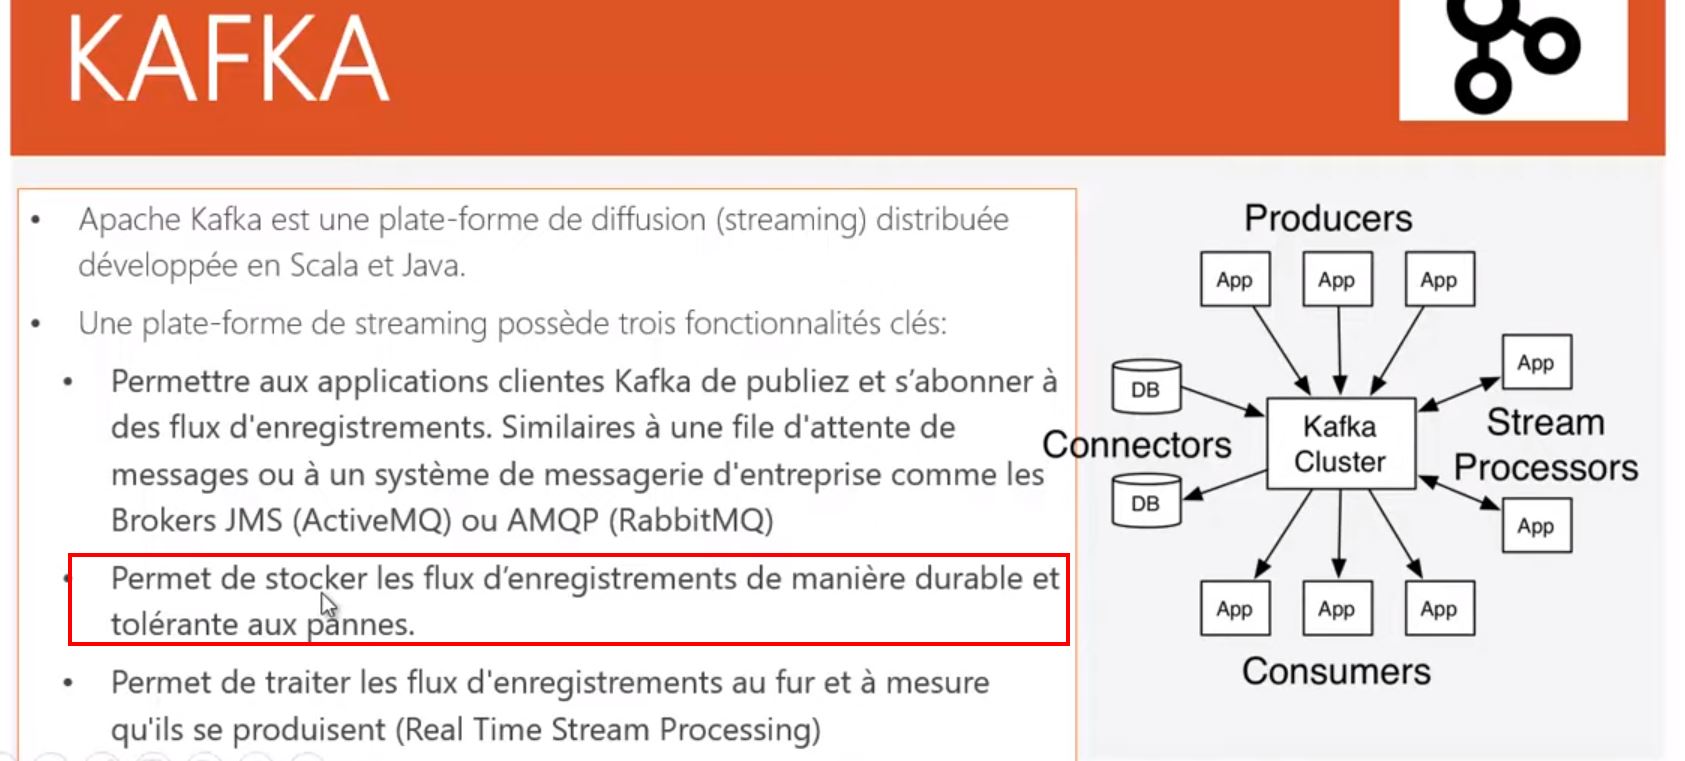 KAFKA
• Apache Kafka est une plate-forme de diffusion (streaming) distribuée
développée en Scala et Java.
• Une plate-forme de streaming possède trois fonctionnalités clés:
• Permettre aux applications clientes Kafka de publiez et s’abonner à
des flux d'enregistrements. Similaires à une file d'attente de
messages ou à un système de messagerie d'entreprise comme les
Brokers JMS (ActiveMQ) ou AMQP (RabbitMQ)
• Permet de stocker les flux d’enregistrements de manière durable et
tolérante aux pannes.
• Permet de traiter les flux d'enregistrements au fur et à mesure
qu'ils se produisent (Real Time Stream Processing)
Producers
App App App
DB
App
Connectors
Kafka
Cluster
Stream
Processors
DB
App
App App App
Consumers